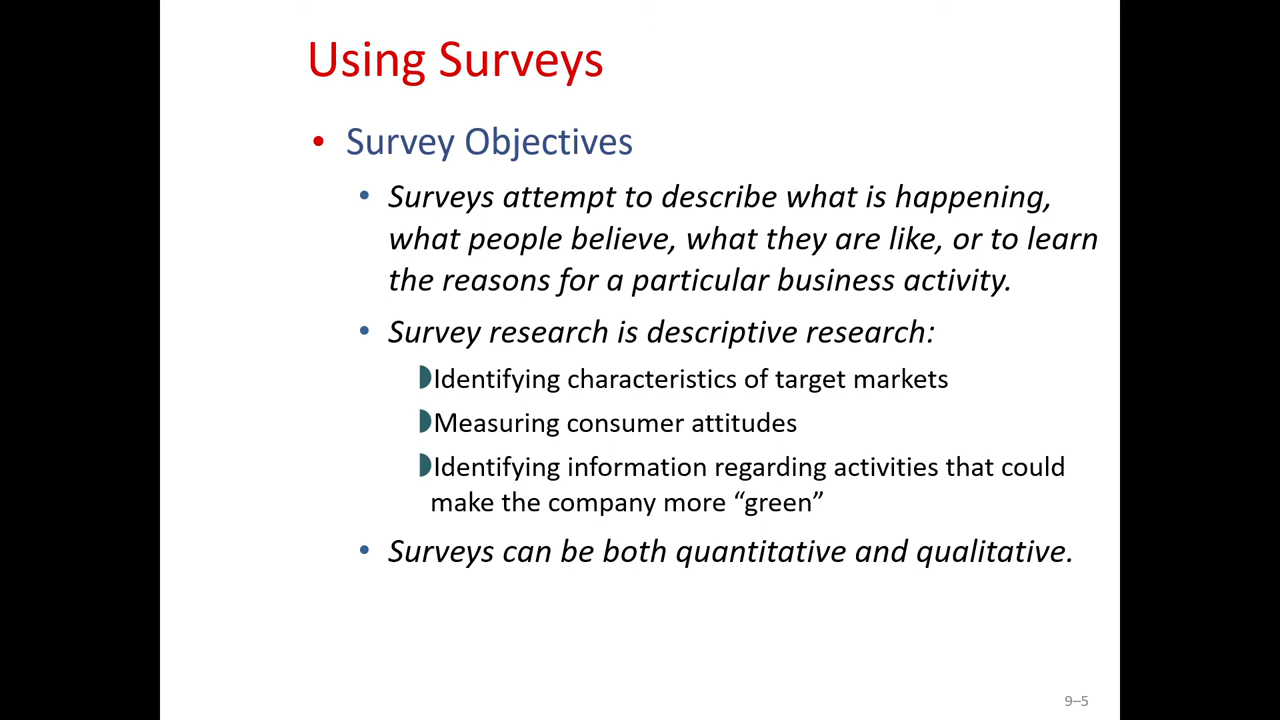 Using Surveys
• Survey Objectives
• Surveys attempt to describe what is happening,
what people believe, what they are like, or to learn
the reasons for a particular business activity.
• Survey research is descriptive research:
◗Identifying characteristics of target markets
◗Measuring consumer attitudes
◗Identifying information regarding activities that could
make the company more “green”
• Surveys can be both quantitative and qualitative.
9–5